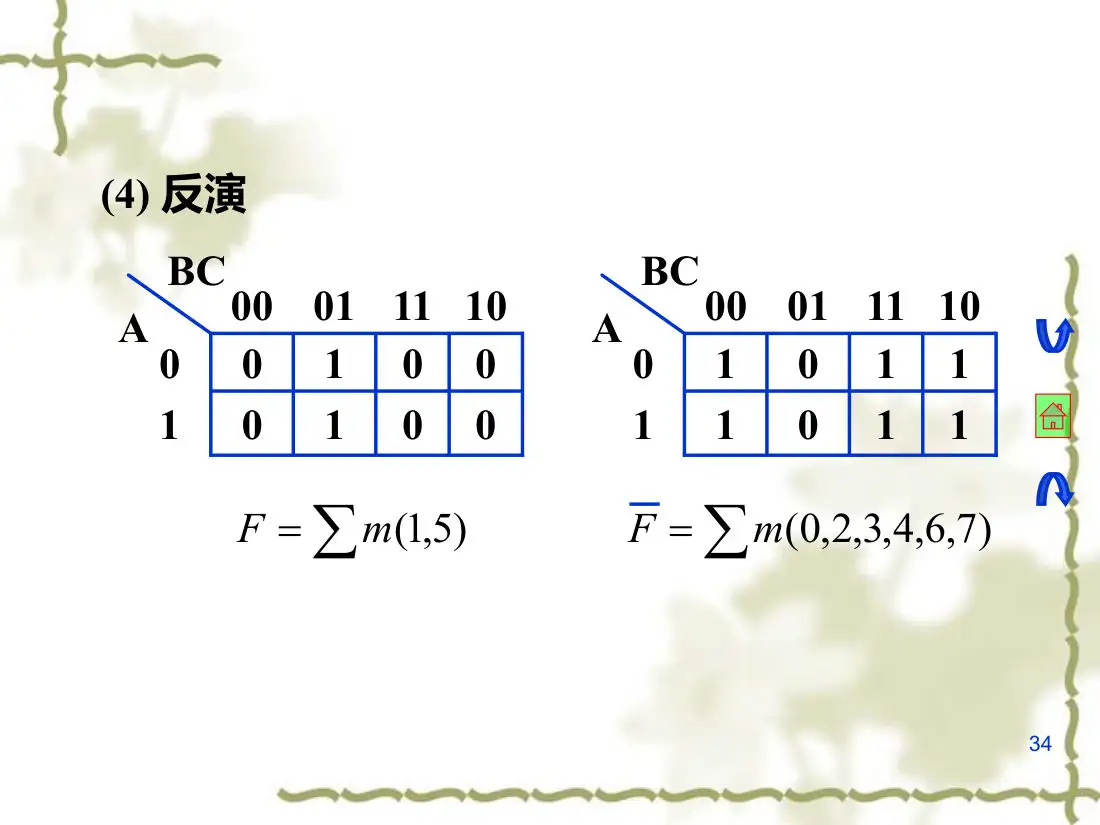 (4) 反演
BC
00 01 11 10
A
0 0 1 0 0
1 0 1 0 0
F = ∑m(1,5)
BC
00 01 11 10
A
0 1 0 1 1
1 1 0 1 1
F̅ = ∑m(0,2,3,4,6,7)
34